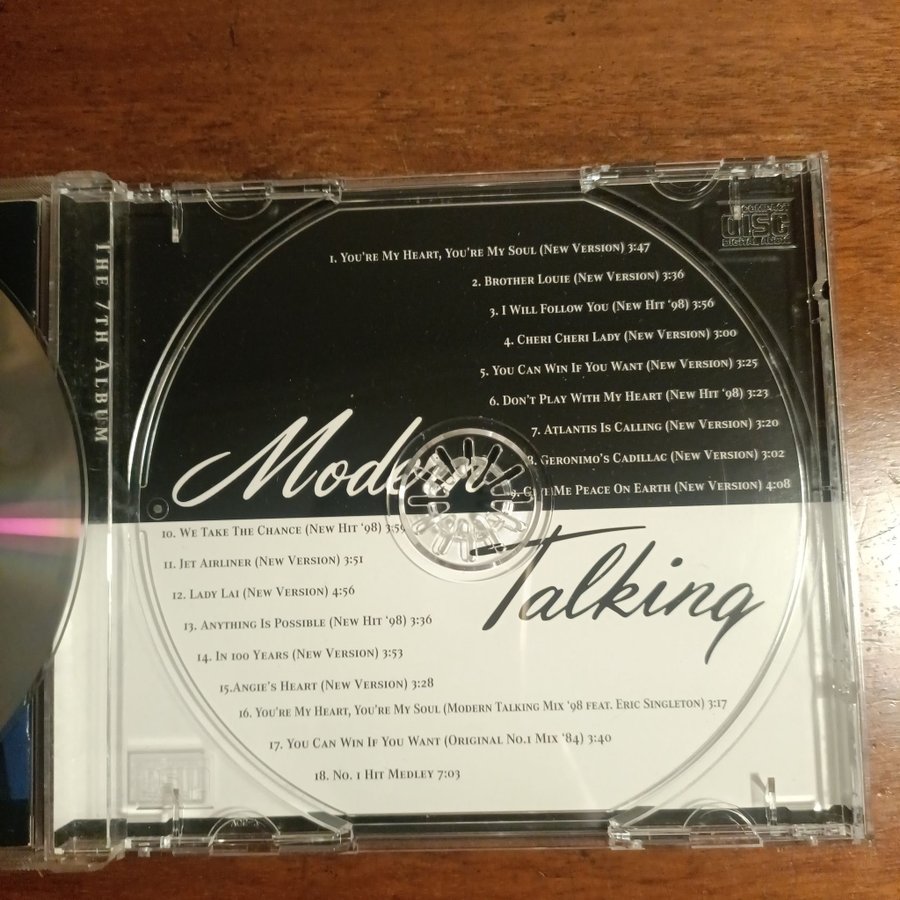 THE 7TH ALBUM
COMPACT
DISC
DIGITAL AUDIO
1. YOU'RE MY HEART, YOU'RE MY SOUL (NEW VERSION) 3:47
2. BROTHER LOUIE (NEW VERSION) 3:36
3. I WILL FOLLOW YOU (NEW HIT '98) 3:56
4. CHERI CHERI LADY (NEW VERSION) 3:00
5. YOU CAN WIN IF YOU WANT (NEW VERSION) 3:25
6. DON'T PLAY WITH MY HEART (NEW HIT '98) 3:23
7. ATLANTIS IS CALLING (NEW VERSION) 3:20
8. GERONIMO'S CADILLAC (NEW VERSION) 3:02
9. GIVE ME PEACE ON EARTH (NEW VERSION) 4:08
Modern
Talking
10. WE TAKE THE CHANCE (NEW HIT '98) 3:59
11. JET AIRLINER (NEW VERSION) 3:51
12. LADY LAI (NEW VERSION) 4:56
13. ANYTHING IS POSSIBLE (NEW HIT '98) 3:36
14. IN 100 YEARS (NEW VERSION) 3:53
15.ANGIE'S HEART (NEW VERSION) 3:28
16. YOU'RE MY HEART, YOU'RE MY SOUL (MODERN TALKING MIX '98 FEAT. ERIC SINGLETON) 3:17
17. YOU CAN WIN IF YOU WANT (ORIGINAL NO.1 MIX '84) 3:40
18. NO. 1 HIT MEDLEY 7:03